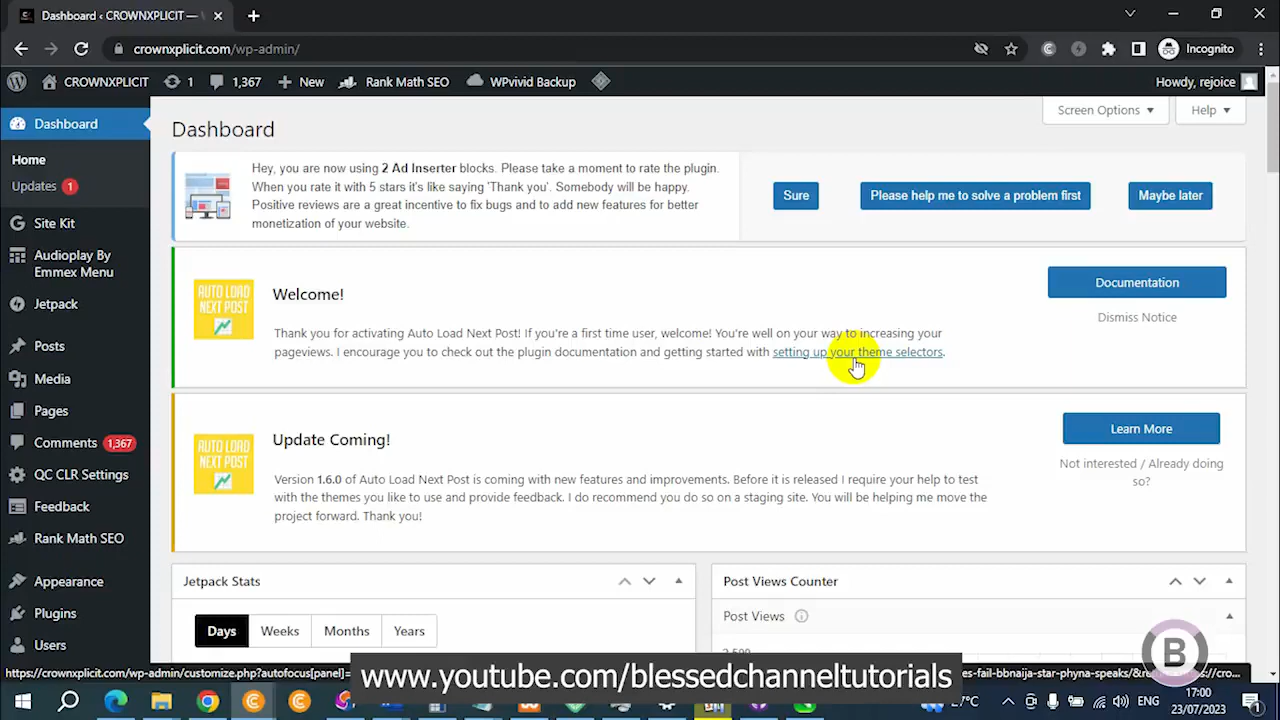 Dashboard ‹ CROWNXPLICIT —
crownxplicit.com/wp-admin/
Incognito
CROWNXPLICIT
1
1,367
New
Rank Math SEO
WPvivid Backup
Howdy, rejoice
Dashboard
Home
Updates 1
Site Kit
Audioplay By
Emmex Menu
Jetpack
Posts
Media
Pages
Comments 1,367
QC CLR Settings
Feedback
Rank Math SEO
Appearance
Plugins
Users
Dashboard
Screen Options
Help
Hey, you are now using 2 Ad Inserter blocks. Please take a moment to rate the plugin.
When you rate it with 5 stars it's like saying 'Thank you'. Somebody will be happy.
Positive reviews are a great incentive to fix bugs and to add new features for better
monetization of your website.
Sure
Please help me to solve a problem first
Maybe later
AUTO LOAD
NEXT POST
Welcome!
Thank you for activating Auto Load Next Post! If you're a first time user, welcome! You're well on your way to increasing your
pageviews. I encourage you to check out the plugin documentation and getting started with setting up your theme selectors.
Documentation
Dismiss Notice
AUTO LOAD
NEXT POST
Update Coming!
Version 1.6.0 of Auto Load Next Post is coming with new features and improvements. Before it is released I require your help to test
with the themes you like to use and provide feedback. I do recommend you do so on a staging site. You will be helping me move the
project forward. Thank you!
Learn More
Not interested / Already doing
so?
Jetpack Stats
Days
Weeks
Months
Years
Post Views Counter
Post Views
B
https://crownxplicit.com/wp-admin/customize.php?autofocus[panel]=
es-fail-bbnaija-star-phyna-speaks/&return=https://cro...
www.youtube.com/blessedchanneltutorials
27°C
17:00
23/07/2023